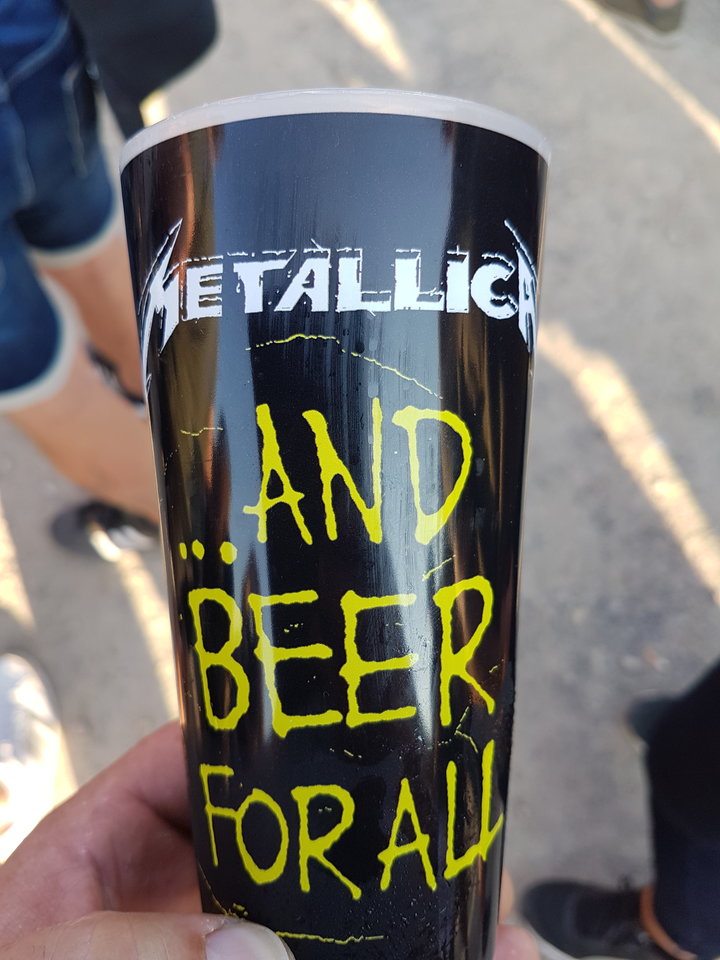 METALLICA
...AND
BEER
FOR ALL